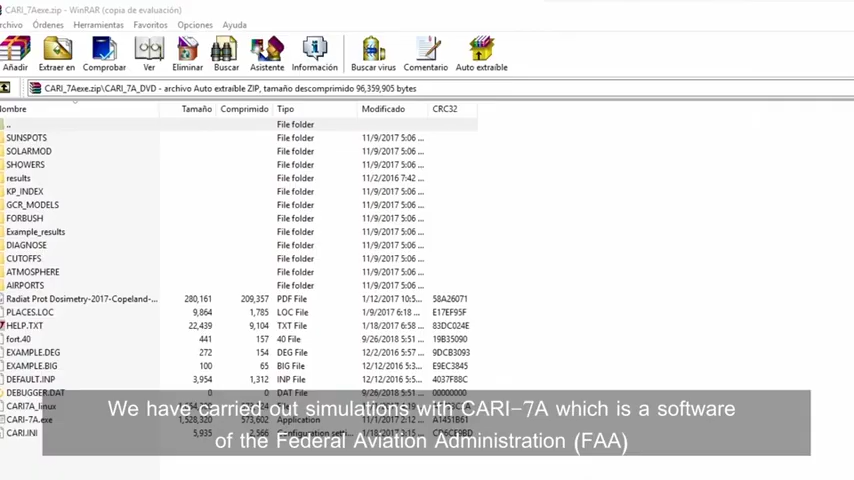 CARI_7Aexe.zip - WinRAR (copia de evaluación)
rchivo Órdenes Herramientas Favoritos Opciones Ayuda
Añadir Extraer en Comprobar Ver Eliminar Buscar Asistente Información Buscar virus Comentario Auto extraíble
CARI_7Aexe.zip\CARI_7A_DVD - archivo Auto extraíble ZIP, tamaño descomprimido 96,359,905 bytes
ombre Tamaño Comprimido Tipo Modificado CRC32
.. File folder
SUNSPOTS File folder 11/9/2017 5:06 ...
SOLARMOD File folder 11/9/2017 5:06 ...
SHOWERS File folder 11/9/2017 5:06 ...
results File folder 11/2/2016 7:42 ...
KP_INDEX File folder 11/9/2017 5:06 ...
GCR_MODELS File folder 11/9/2017 5:06 ...
FORBUSH File folder 11/9/2017 5:06 ...
Example_results File folder 11/9/2017 5:06 ...
DIAGNOSE File folder 11/9/2017 5:06 ...
CUTOFFS File folder 11/9/2017 5:06 ...
ATMOSPHERE File folder 11/9/2017 5:06 ...
AIRPORTS File folder 11/9/2017 5:06 ...
Radiat Prot Dosimetry-2017-Copeland-... 280,161 209,357 PDF File 1/12/2017 10:5... 58A26071
PLACES.LOC 9,864 1,785 LOC File 1/9/2017 6:18 ... E17EF95F
HELP.TXT 22,439 9,104 TXT File 1/18/2017 6:58 ... 83DC024E
fort.40 441 157 40 File 9/26/2018 5:51 ... 19B35090
EXAMPLE.DEG 272 154 DEG File 12/2/2016 5:57 ... 9DCB3093
EXAMPLE.BIG 100 65 BIG File 12/12/2016 5:3... E9EC3845
DEFAULT.INP 3,954 1,312 INP File 12/12/2016 5:3... 4037F88C
DEBUGGER.DAT 0 0 DAT File 9/26/2018 5:51 ... 00000000
CARI7A_linux
CARI-7A.exe 1,528,320 573,602 Application 11/1/2017 2:12 ... A1451B61
CARI.INI 5,935 2,566 Configuration setti...
We have carried out simulations with CARI-7A which is a software
of the Federal Aviation Administration (FAA)